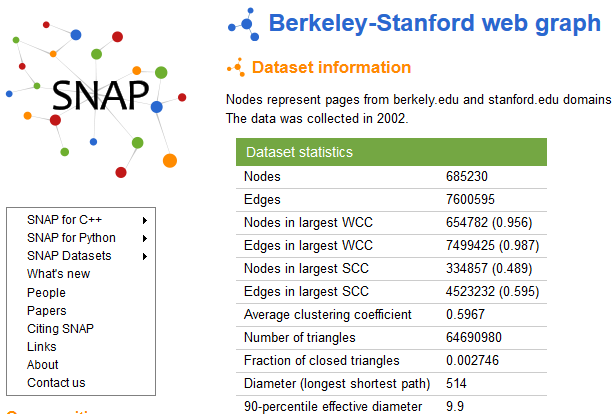 SNAP
SNAP for C++
SNAP for Python
SNAP Datasets
What's new
People
Papers
Citing SNAP
Links
About
Contact us
Berkeley-Stanford web graph
Dataset information
Nodes represent pages from berkely.edu and stanford.edu domains
The data was collected in 2002.
Dataset statistics
Nodes 685230
Edges 7600595
Nodes in largest WCC 654782 (0.956)
Edges in largest WCC 7499425 (0.987)
Nodes in largest SCC 334857 (0.489)
Edges in largest SCC 4523232 (0.595)
Average clustering coefficient 0.5967
Number of triangles 64690980
Fraction of closed triangles 0.002746
Diameter (longest shortest path) 514
90-percentile effective diameter 9.9